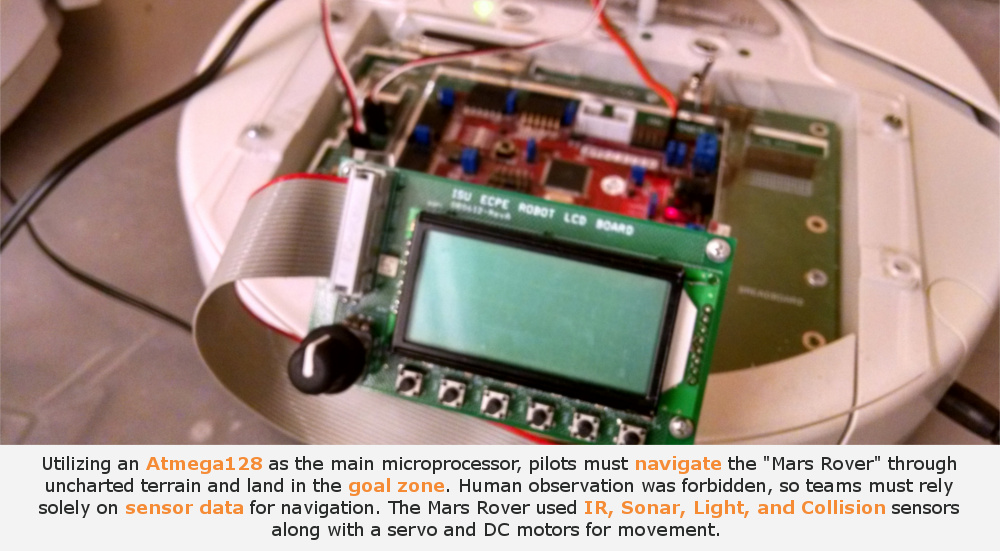 ISU ECPE ROBOT LCD BOARD
Utilizing an Atmega128 as the main microprocessor, pilots must navigate the "Mars Rover" through
uncharted terrain and land in the goal zone. Human observation was forbidden, so teams must rely
solely on sensor data for navigation. The Mars Rover used IR, Sonar, Light, and Collision sensors
along with a servo and DC motors for movement.